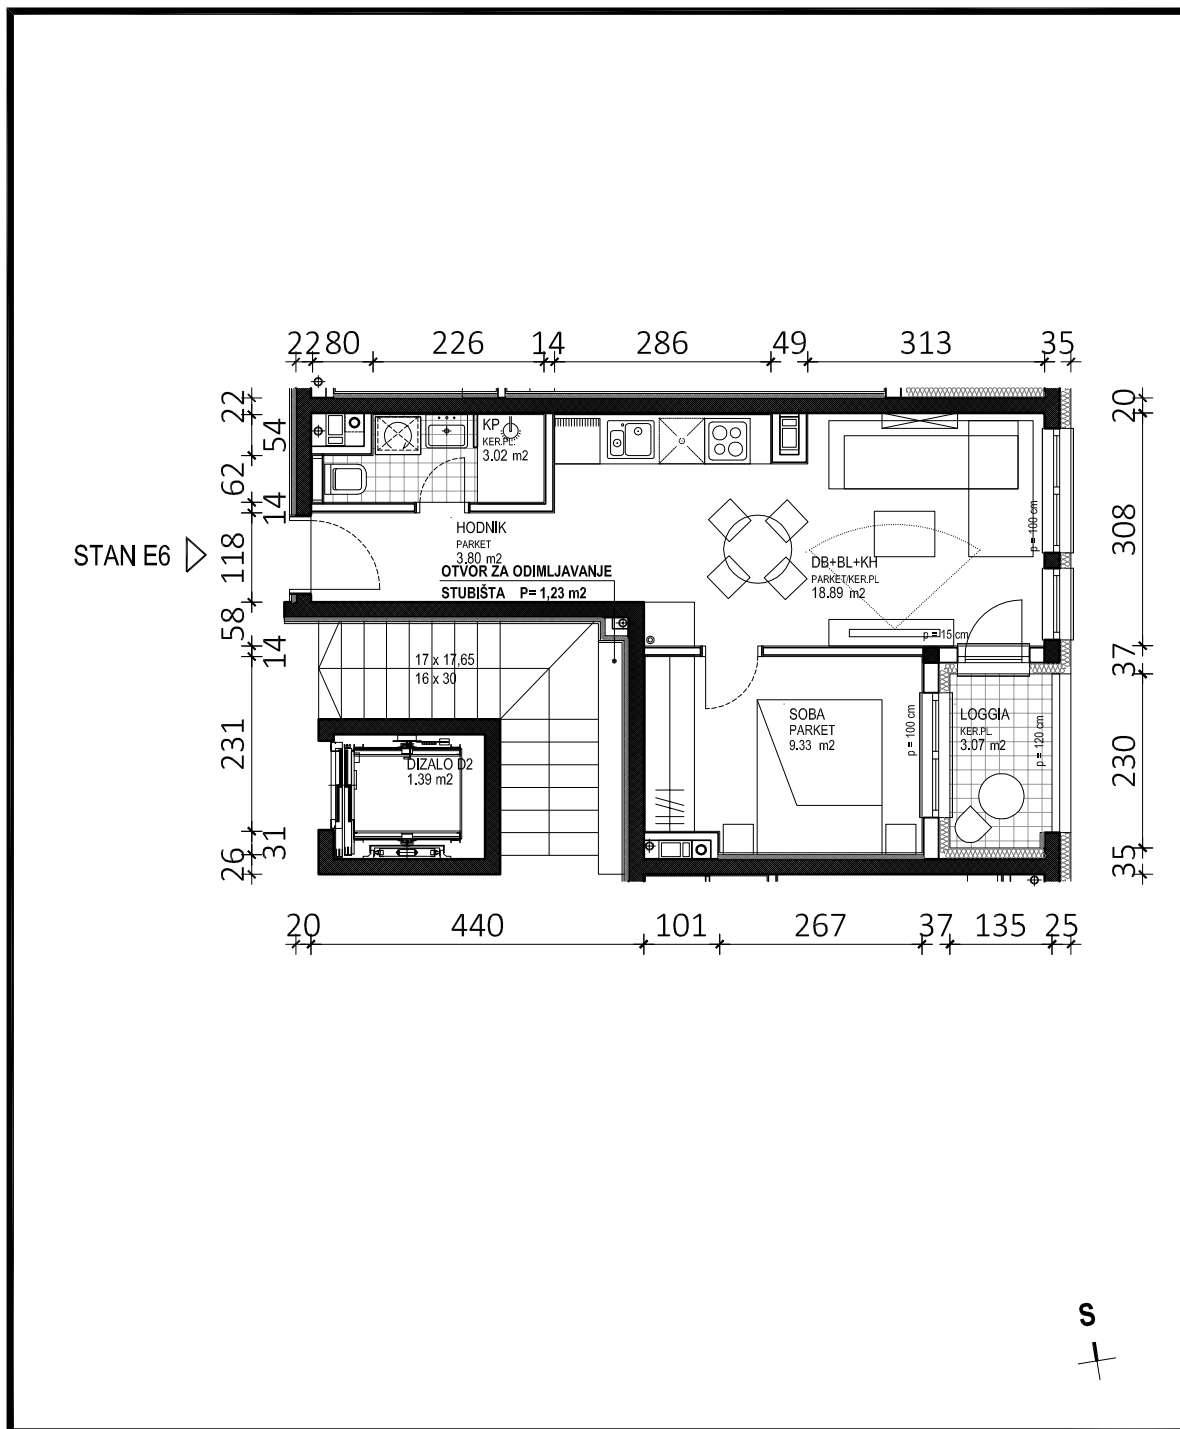 22 80 226 14 286 49 313 35
22
54
62
14
118
58
14
231
31
26
20
308
37
230
35
STAN E6
KP
KER.PL.
3.02 m2
HODNIK
PARKET
3.80 m2
OTVOR ZA ODIMLJAVANJE
STUBIŠTA P= 1,23 m2
DB+BL+KH
PARKET/KER.PL
18.89 m2
p = 100 cm
p = 15 cm
17 x 17,65
16 x 30
DIZALO D2
1.39 m2
SOBA
PARKET
9.33 m2
p = 100 cm
LOGGIA
KER.PL.
3.07 m2
p = 120 cm
20 440 101 267 37 135 25
S